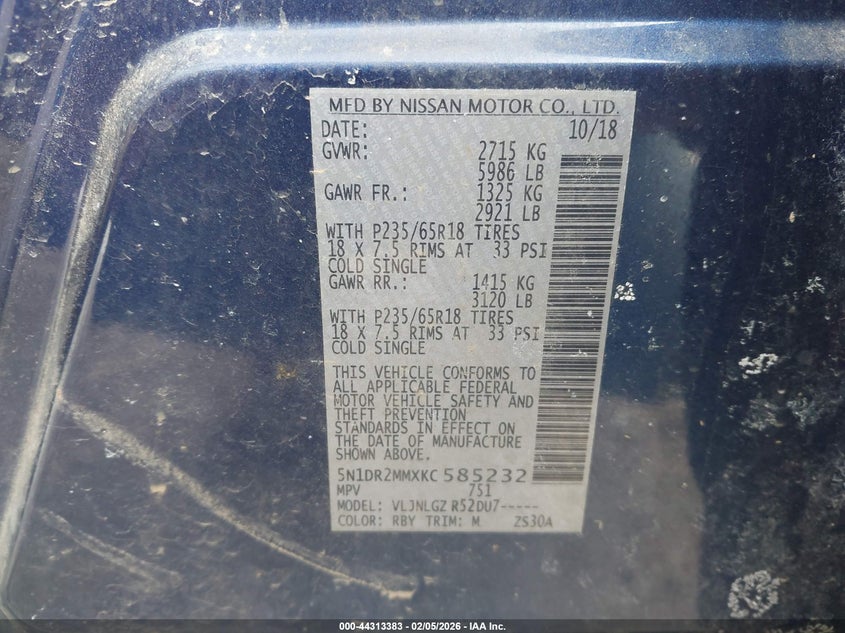 MFD BY NISSAN MOTOR CO., LTD.
DATE: 10/18
GVWR: 2715 KG
5986 LB
GAWR FR.: 1325 KG
2921 LB
WITH P235/65R18 TIRES
18 X 7.5 RIMS AT 33 PSI
COLD SINGLE
GAWR RR.: 1415 KG
3120 LB
WITH P235/65R18 TIRES
18 X 7.5 RIMS AT 33 PSI
COLD SINGLE
THIS VEHICLE CONFORMS TO
ALL APPLICABLE FEDERAL
MOTOR VEHICLE SAFETY AND
THEFT PREVENTION
STANDARDS IN EFFECT ON
THE DATE OF MANUFACTURE
SHOWN ABOVE.
5N1DR2MMXKC 585232
MPV 751
MODEL: VLJNLGZ R52DU7-----
COLOR: RBY TRIM: M ZS30A
000-44313383 - 02/05/2026 - IAA Inc.